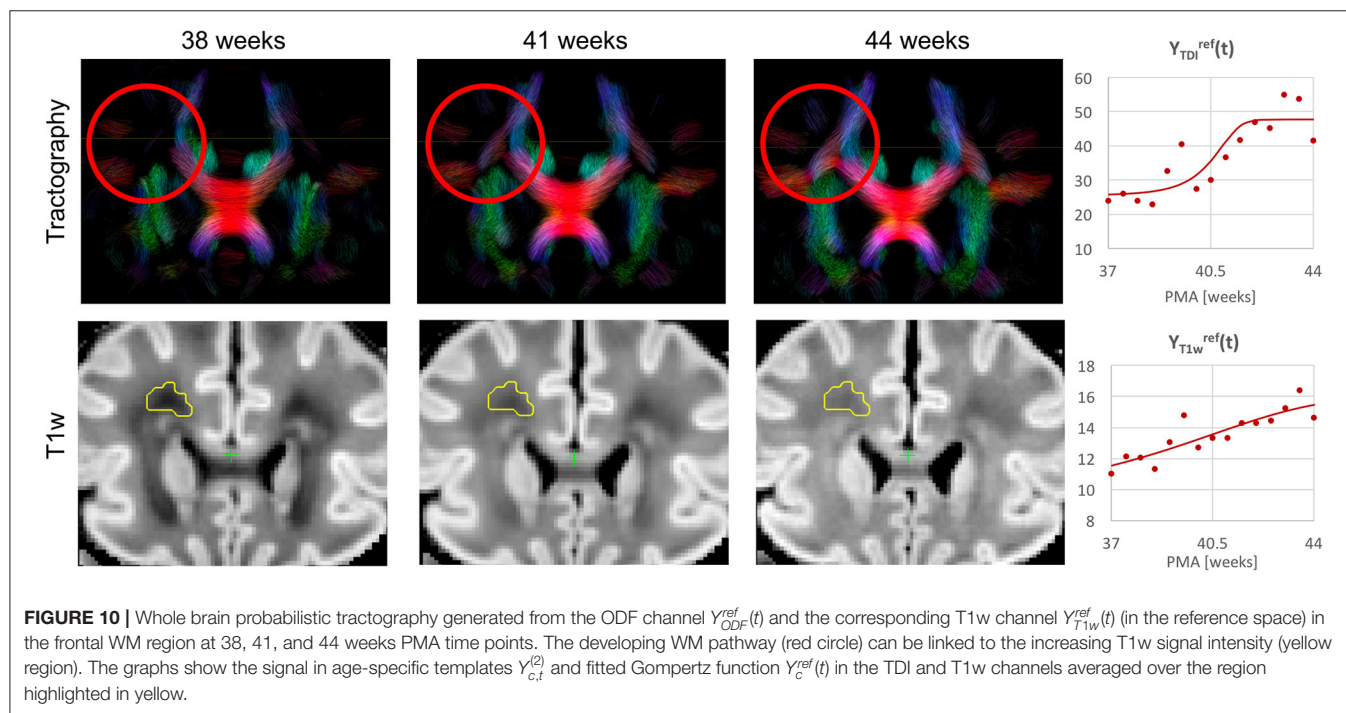 38 weeks 41 weeks 44 weeks
Tractography
Y_TDI^ref(t)
60
50
40
30
20
10
37 40.5 44
PMA [weeks]
T1w
Y_T1w^ref(t)
18
16
14
12
10
8
37 40.5 44
PMA [weeks]
FIGURE 10 | Whole brain probabilistic tractography generated from the ODF channel Y_ODF^ref(t) and the corresponding T1w channel Y_T1w^ref(t) (in the reference space) in
the frontal WM region at 38, 41, and 44 weeks PMA time points. The developing WM pathway (red circle) can be linked to the increasing T1w signal intensity (yellow
region). The graphs show the signal in age-specific templates Y_c,t^(2) and fitted Gompertz function Y_c^ref(t) in the TDI and T1w channels averaged over the region
highlighted in yellow.